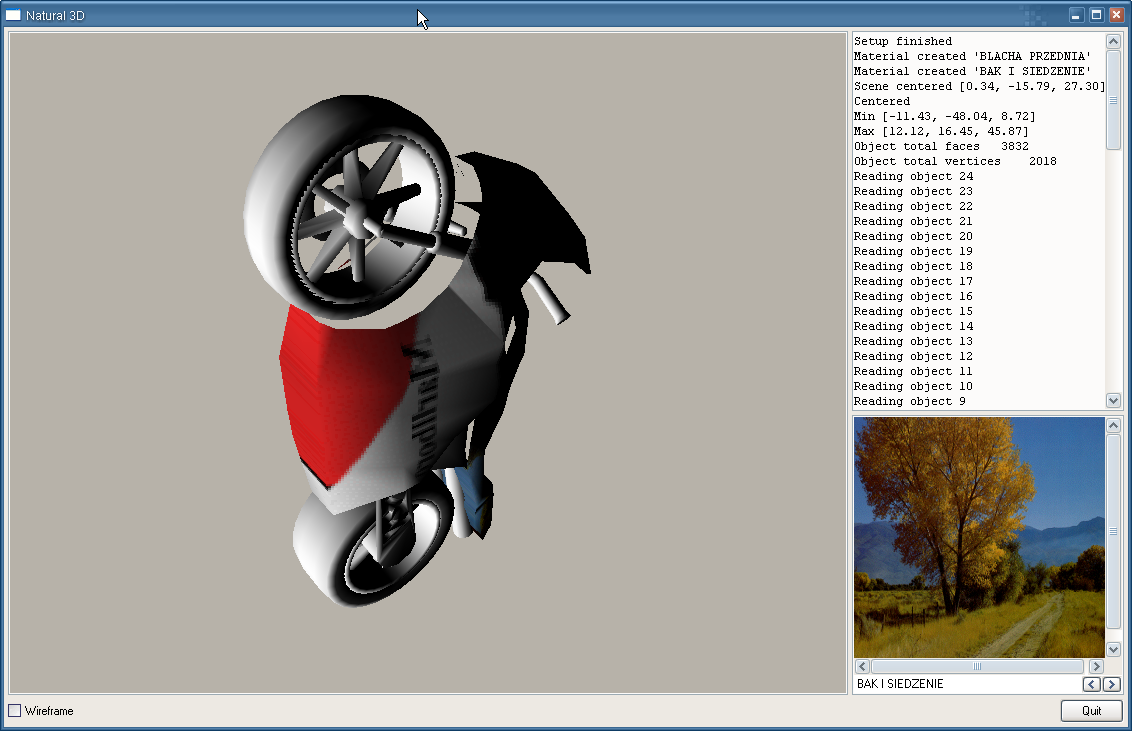 Natural 3D
Setup finished
Material created 'BLACHA PRZEDNIA'
Material created 'BAK I SIEDZENIE'
Scene centered [0.34, -15.79, 27.30]
Centered
Min [-11.43, -48.04, 8.72]
Max [12.12, 16.45, 45.87]
Object total faces 3832
Object total vertices 2018
Reading object 24
Reading object 23
Reading object 22
Reading object 21
Reading object 20
Reading object 19
Reading object 18
Reading object 17
Reading object 16
Reading object 15
Reading object 14
Reading object 13
Reading object 12
Reading object 11
Reading object 10
Reading object 9
BAK I SIEDZENIE
Wireframe
Quit